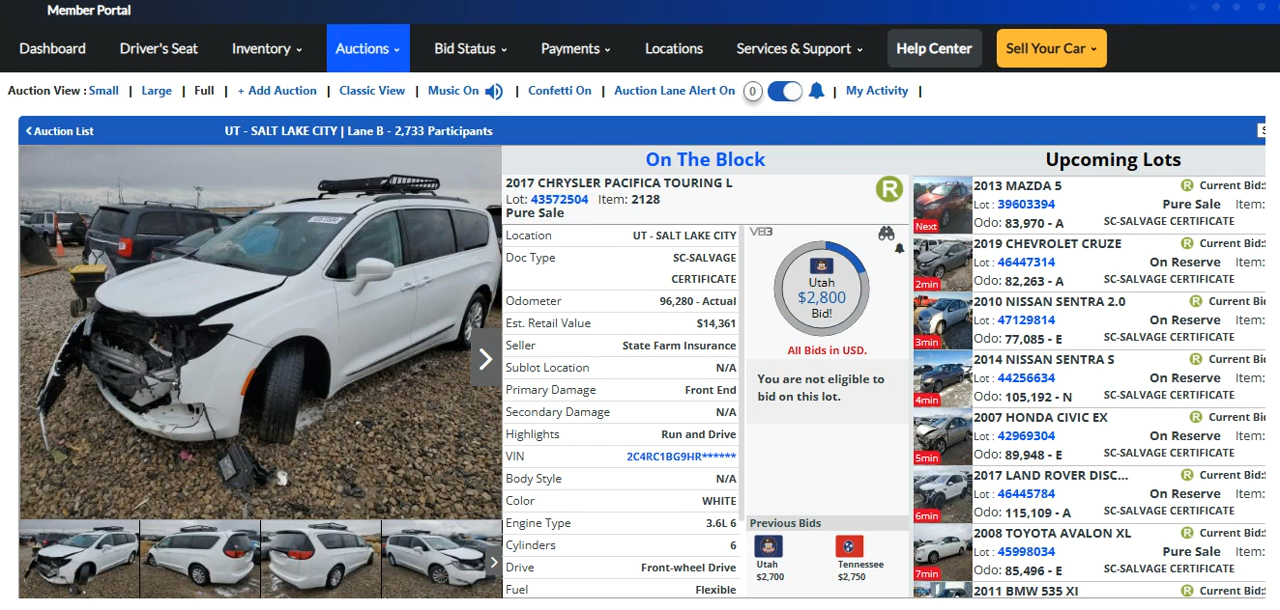 Member Portal
Dashboard Driver's Seat Inventory Auctions Bid Status Payments Locations Services & Support Help Center Sell Your Car
Auction View : Small | Large | Full | + Add Auction | Classic View | Music On | Confetti On | Auction Lane Alert On 0 | My Activity |
Auction List UT - SALT LAKE CITY | Lane B - 2,733 Participants
On The Block
2017 CHRYSLER PACIFICA TOURING L
Lot: 43572504 Item: 2128
Pure Sale
R
Location UT - SALT LAKE CITY
Doc Type SC-SALVAGE
CERTIFICATE
Odometer 96,280 - Actual
Est. Retail Value $14,361
Seller State Farm Insurance
Sublot Location N/A
Primary Damage Front End
Secondary Damage N/A
Highlights Run and Drive
VIN 2C4RC1BG9HR******
Body Style N/A
Color WHITE
Engine Type 3.6L 6
Cylinders 6
Drive Front-wheel Drive
Fuel Flexible
VB3
Utah
$2,800
Bid!
All Bids in USD.
You are not eligible to
bid on this lot.
Previous Bids
Utah
$2,700
Tennessee
$2,750
Upcoming Lots
2013 MAZDA 5 R Current Bid:
Lot : 39603394 Pure Sale Item:
Next Odo: 83,970 - A SC-SALVAGE CERTIFICATE
2019 CHEVROLET CRUZE R Current Bid:
Lot : 46447314 On Reserve Item:
2min Odo: 82,263 - A SC-SALVAGE CERTIFICATE
2010 NISSAN SENTRA 2.0 R Current Bi
Lot : 47129814 On Reserve Item:
3min Odo: 77,085 - E SC-SALVAGE CERTIFICATE
2014 NISSAN SENTRA S R Current Bid:
Lot : 44256634 On Reserve Item:
4min Odo: 105,192 - N SC-SALVAGE CERTIFICATE
2007 HONDA CIVIC EX R Current Bi
Lot : 42969304 On Reserve Item:
5min Odo: 89,948 - E SC-SALVAGE CERTIFICATE
2017 LAND ROVER DISC... R Current Bid:
Lot : 46445784 On Reserve Item:
6min Odo: 115,109 - A SC-SALVAGE CERTIFICATE
2008 TOYOTA AVALON XL R Current Bid:
Lot : 45998034 Pure Sale Item:
7min Odo: 85,496 - E SC-SALVAGE CERTIFICATE
2011 BMW 535 XI R Current Bid: